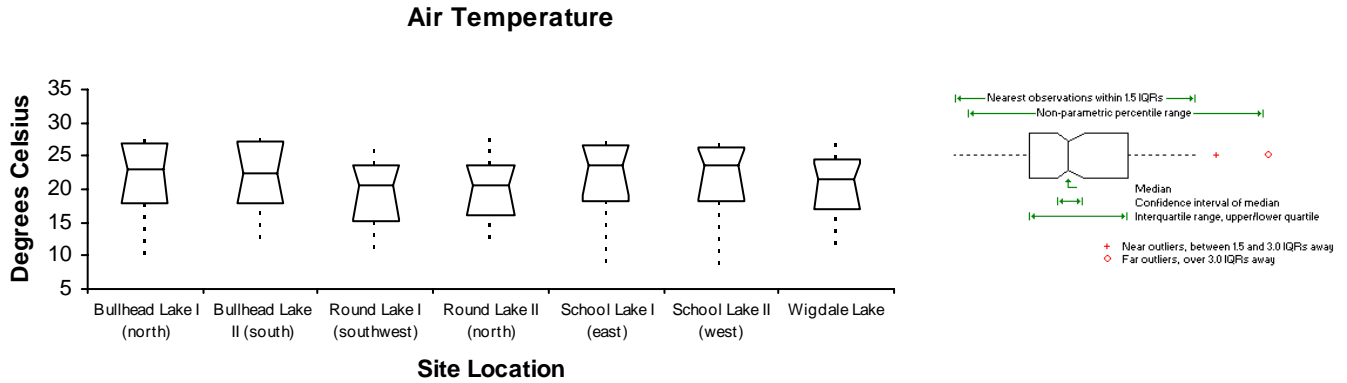 Air Temperature
Degrees Celsius
35
30
25
20
15
10
5
Bullhead Lake I
(north)
Bullhead Lake
II (south)
Round Lake I
(southwest)
Round Lake II
(north)
School Lake I
(east)
School Lake II
(west)
Wigdale Lake
Site Location
Nearest observations within 1.5 IQRs
Non-parametric percentile range
Median
Confidence interval of median
Interquartile range, upper/lower quartile
Near outliers, between 1.5 and 3.0 IQRs away
Far outliers, over 3.0 IQRs away